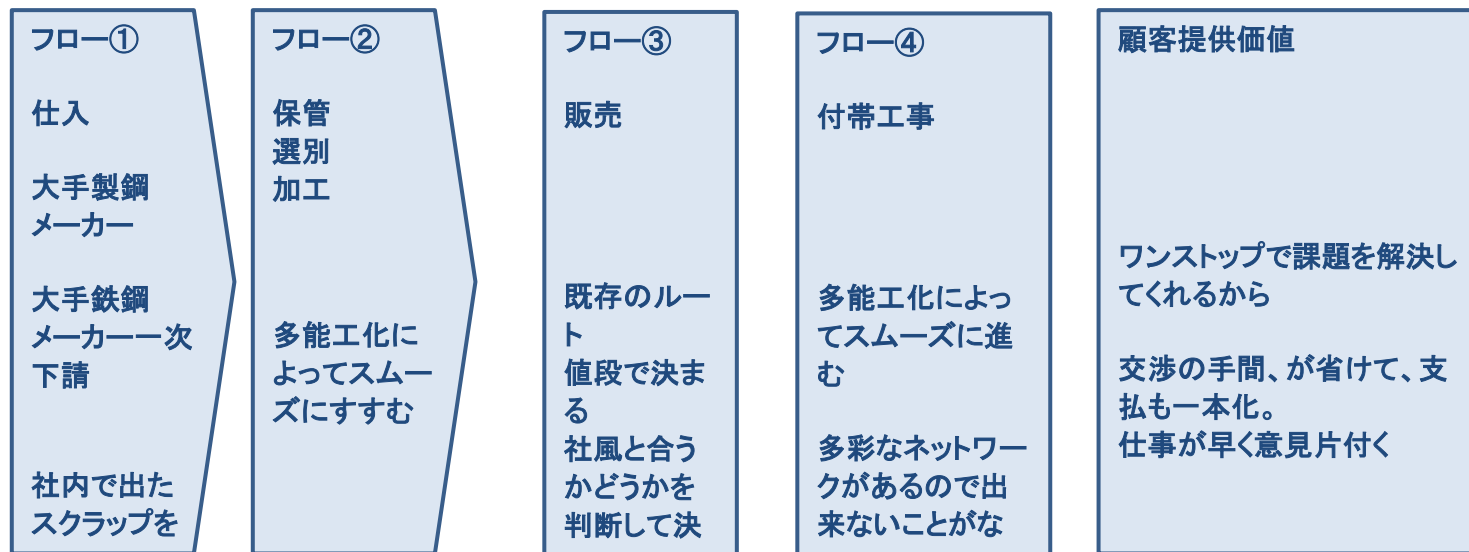 フロー①
仕入
大手製鋼
メーカー
大手鉄鋼
メーカー一次
下請
社内で出た
スクラップを
フロー②
保管
選別
加工
多能工化に
よってスムー
ズにすすむ
フロー③
販売
既存のルー
ト
値段で決ま
る
社風と合う
かどうかを
判断して決
フロー④
付帯工事
多能工化によっ
てスムーズに進
む
多彩なネットワー
クがあるので出
来ないことがな
顧客提供価値
ワンストップで課題を解決し
てくれるから
交渉の手間、が省けて、支
払も一本化。
仕事が早く意見片付く